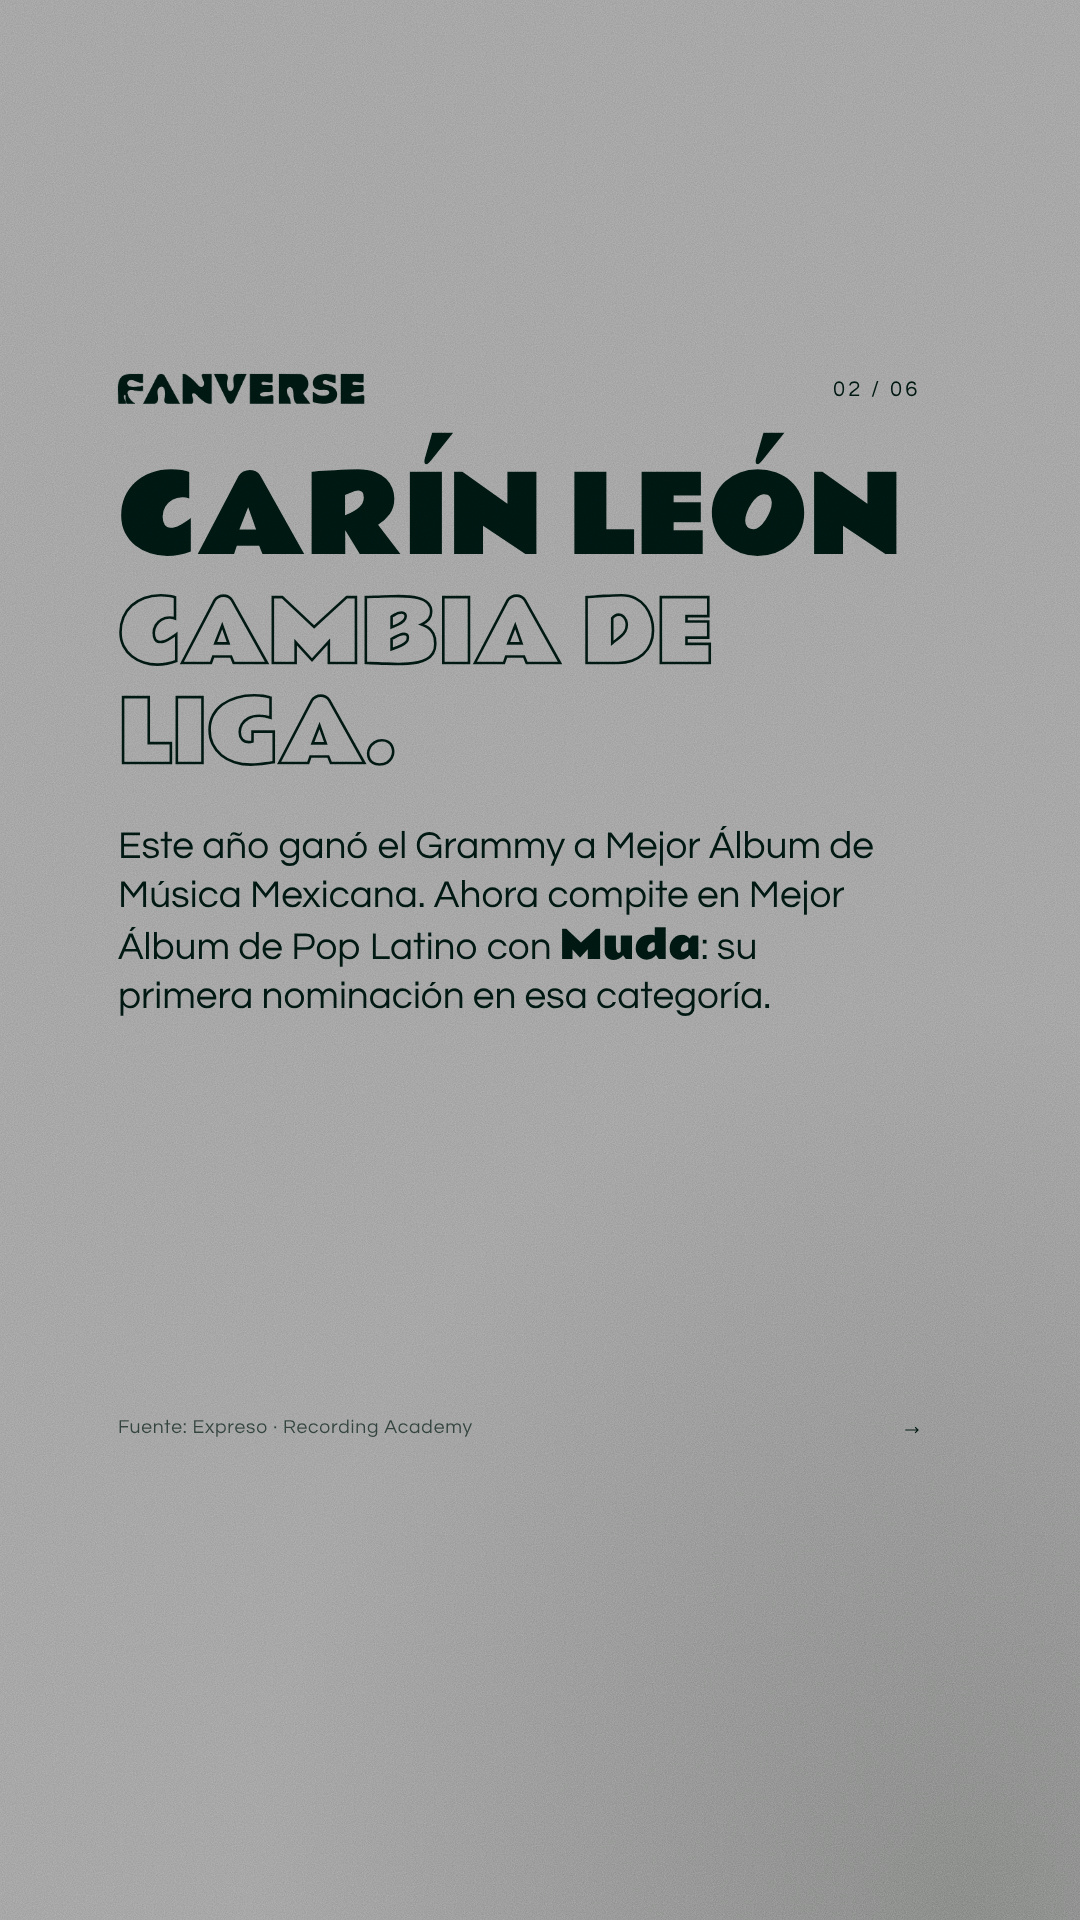 FANVERSE
02 / 06
CARÍN LEÓN
CAMBIA DE
LIGA.
Este año ganó el Grammy a Mejor Álbum de
Música Mexicana. Ahora compite en Mejor
Álbum de Pop Latino con Muda: su
primera nominación en esa categoría.
Fuente: Expreso · Recording Academy
→